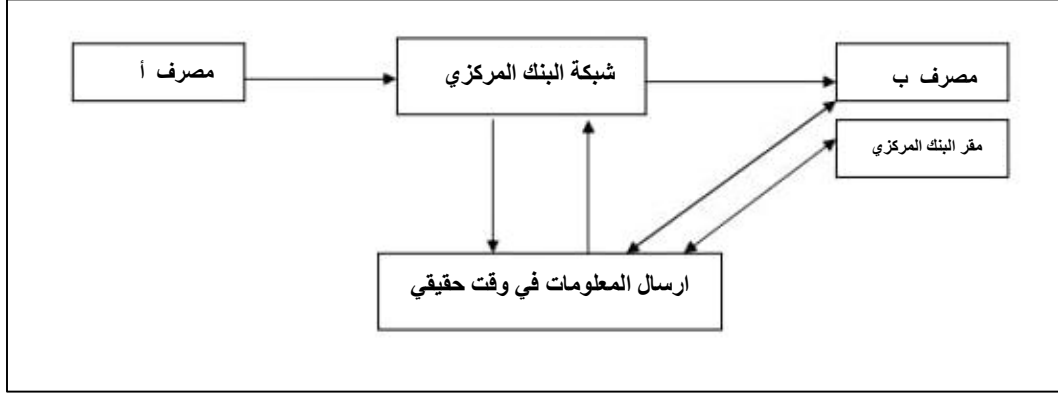 مصرف أ
شبكة البنك المركزي
مصرف ب
مقر البنك المركزي
ارسال المعلومات في وقت حقيقي